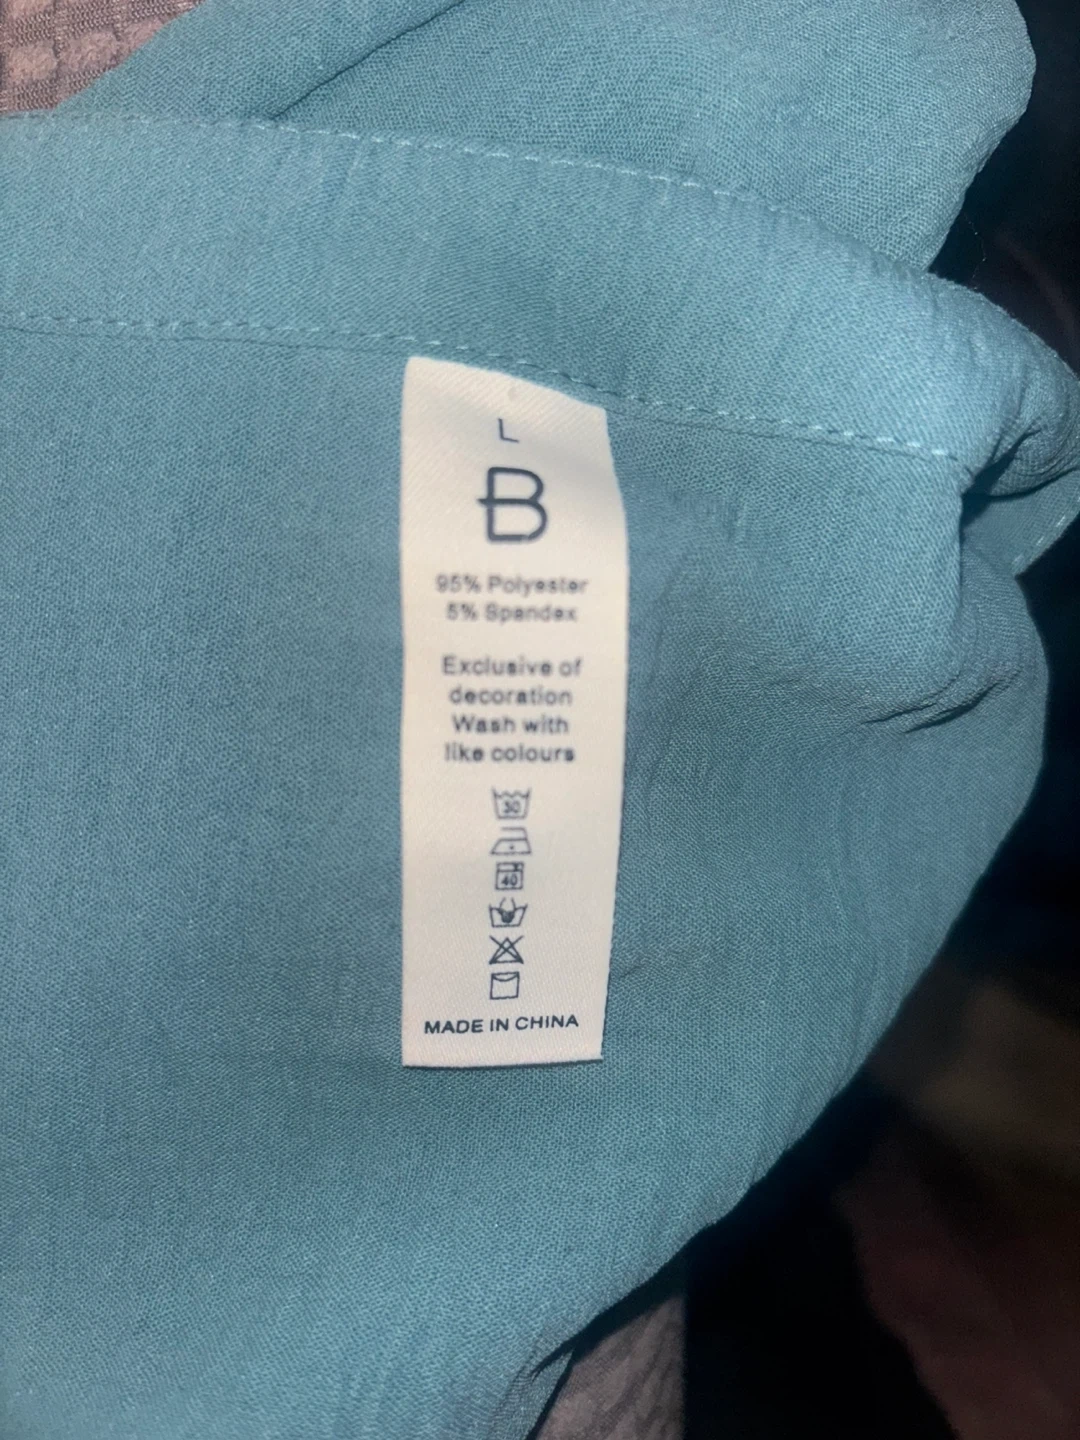 L
B
95% Polyester
5% Spandex
Exclusive of
decoration
Wash with
like colours
30
40
MADE IN CHINA